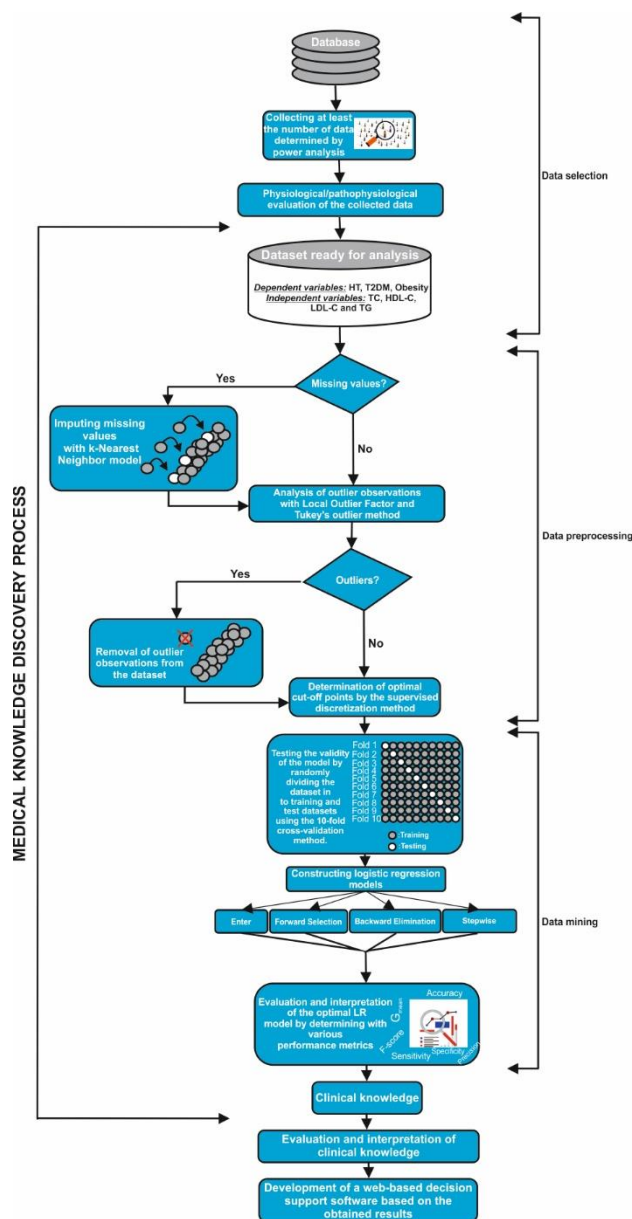 Database
Collecting at least
the number of data
determined by
power analysis
Data selection
Physiological/pathophysiological
evaluation of the collected data
Dataset ready for analysis
Dependent variables: HT, T2DM, Obesity
Independent variables: TC, HDL-C,
LDL-C and TG
Missing values?
Yes
Imputing missing
values
with k-Nearest
Neighbor model
No
Analysis of outlier observations
with Local Outlier Factor and
Tukey's outlier method
Data preprocessing
Outliers?
Yes
Removal of outlier
observations from
the dataset
No
Determination of optimal
cut-off points by the supervised
discretization method
MEDICAL KNOWLEDGE DISCOVERY PROCESS
Testing the validity
of the model by
randomly
dividing the
dataset in
to training and
test datasets
using the 10-fold
cross-validation
method.
Fold 1
Fold 2
Fold 3
Fold 4
Fold 5
Fold 6
Fold 7
Fold 8
Fold 9
Fold 10
:Training
:Testing
Constructing logistic regression
models
Enter
Forward Selection
Backward Elimination
Stepwise
Data mining
Evaluation and interpretation
of the optimal LR
model by determining with
various
performance metrics
Accuracy
Gmean
F-score
Sensitivity
Specificity
Precision
Clinical knowledge
Evaluation and interpretation of
clinical knowledge
Development of a web-based decision
support software based on the
obtained results